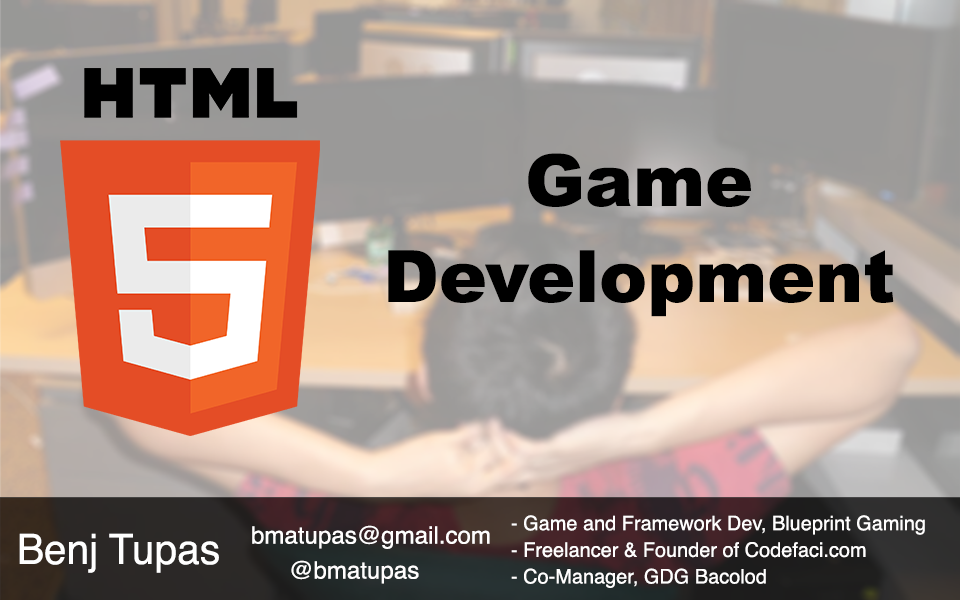 HTML
5
Game
Development
Benj Tupas
bmatupas@gmail.com
@bmatupas
- Game and Framework Dev, Blueprint Gaming
- Freelancer & Founder of Codefaci.com
- Co-Manager, GDG Bacolod